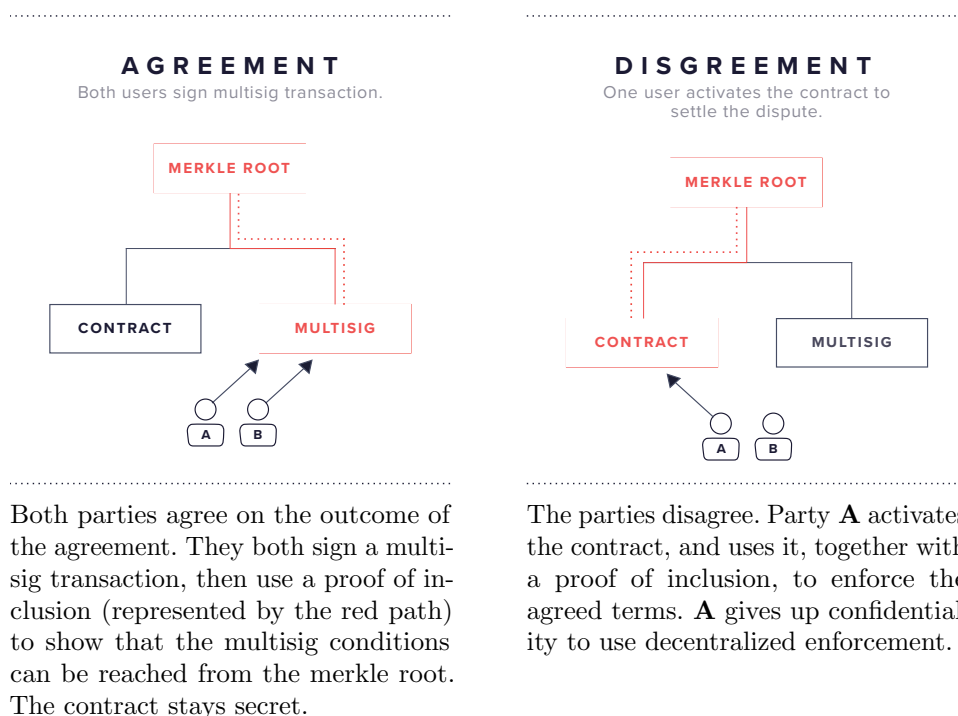 AGREEMENT
Both users sign multisig transaction.
MERKLE ROOT
CONTRACT
MULTISIG
A
B
Both parties agree on the outcome of
the agreement. They both sign a multi-
sig transaction, then use a proof of in-
clusion (represented by the red path)
to show that the multisig conditions
can be reached from the merkle root.
The contract stays secret.
DISGREEMENT
One user activates the contract to
settle the dispute.
MERKLE ROOT
CONTRACT
MULTISIG
A
B
The parties disagree. Party A activates
the contract, and uses it, together with
a proof of inclusion, to enforce the
agreed terms. A gives up confidential
ity to use decentralized enforcement.